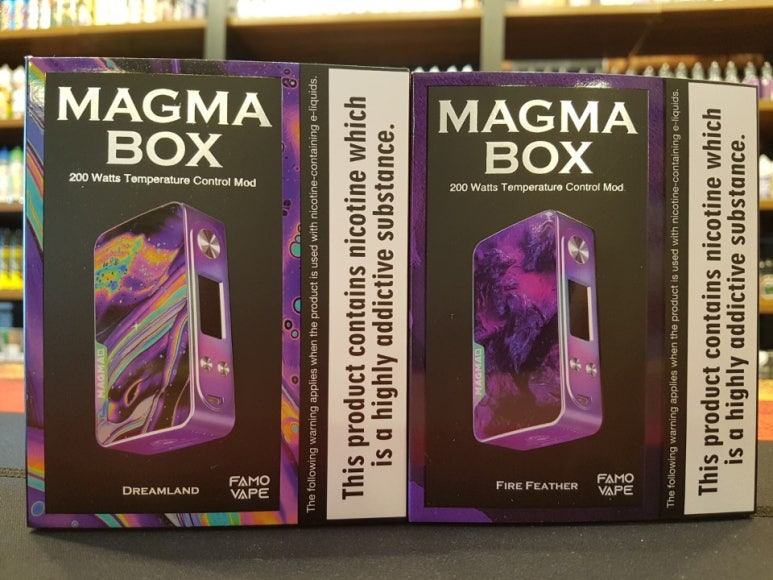 MAGMA
BOX
200 Watts Temperature Control Mod
MAGMA
DREAMLAND
FAMO
VAPE
The following warning applies when the product is used with nicotine-containing e-liquids.
This product contains nicotine which
is a highly addictive substance.
MAGMA
BOX
200 Watts Temperature Control Mod
MAGMA
FIRE FEATHER
FAMO
VAPE
The following warning applies when the product is used with nicotine-containing e-liquids.
This product contains nicotine which
is a highly addictive substance.